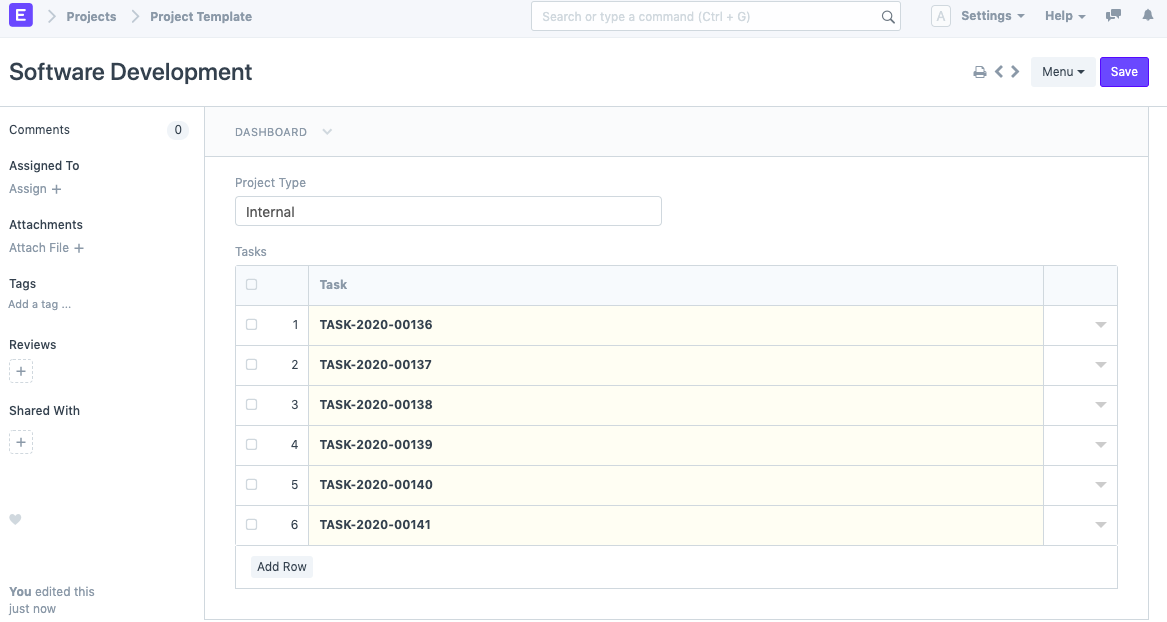 E Projects Project Template Search or type a command (Ctrl + G) A Settings Help
Software Development Menu Save
Comments 0
Assigned To
Assign +
Attachments
Attach File +
Tags
Add a tag ...
Reviews
+
Shared With
+
You edited this
just now
DASHBOARD
Project Type
Internal
Tasks
Task
1 TASK-2020-00136
2 TASK-2020-00137
3 TASK-2020-00138
4 TASK-2020-00139
5 TASK-2020-00140
6 TASK-2020-00141
Add Row